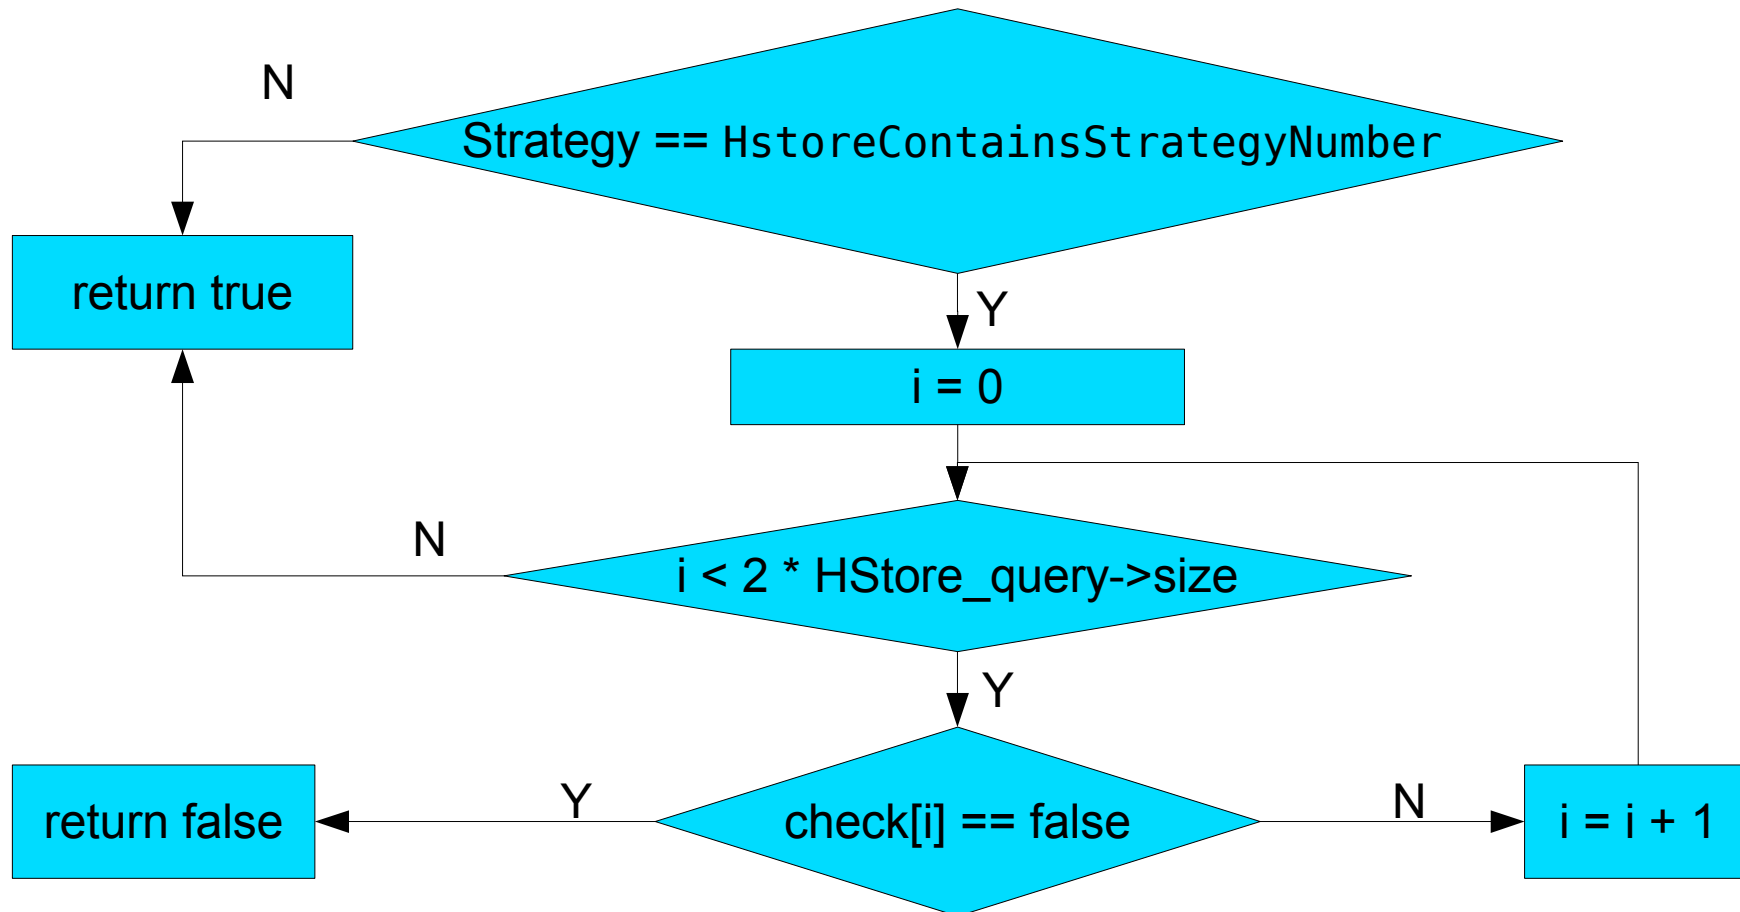 N
Strategy == HstoreContainsStrategyNumber
return true
Y
i = 0
N
i < 2 * HStore_query->size
Y
return false
Y
check[i] == false
N
i = i + 1